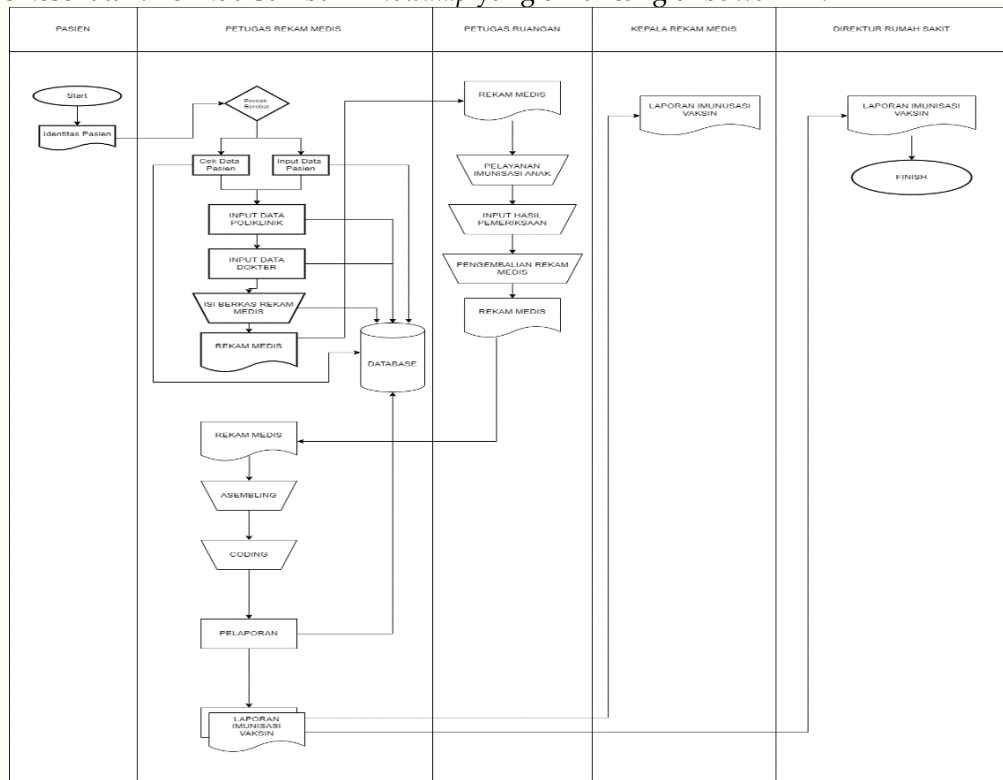 PASIEN
PETUGAS REKAM MEDIS
PETUGAS RUANGAN
KEPALA REKAM MEDIS
DIREKTUR RUMAH SAKIT
Start
Identitas Pasien
Pernah
Berobat
Cek Data
Pasien
Input Data
Pasien
INPUT DATA
POLIKLINIK
INPUT DATA
DOKTER
ISI BERKAS REKAM
MEDIS
REKAM MEDIS
DATABASE
REKAM MEDIS
ASEMBLING
CODING
PELAPORAN
LAPORAN
IMUNISASI
VAKSIN
REKAM MEDIS
PELAYANAN
IMUNISASI ANAK
INPUT HASIL
PEMERIKSAAN
PENGEMBALIAN REKAM
MEDIS
REKAM MEDIS
LAPORAN IMUNUSASI
VAKSIN
LAPORAN IMUNISASI
VAKSIN
FINISH